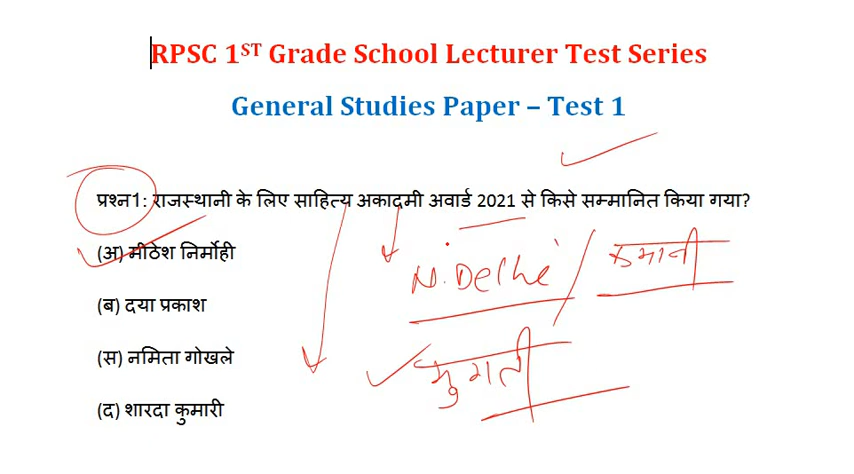 RPSC 1ST Grade School Lecturer Test Series
General Studies Paper – Test 1
प्रश्न1: राजस्थानी के लिए साहित्य अकादमी अवार्ड 2021 से किसे सम्मानित किया गया?
(अ) मीठेश निर्मोही
N. Delhi
(ब) दया प्रकाश
(स) नमिता गोखले
मुगती
(द) शारदा कुमारी